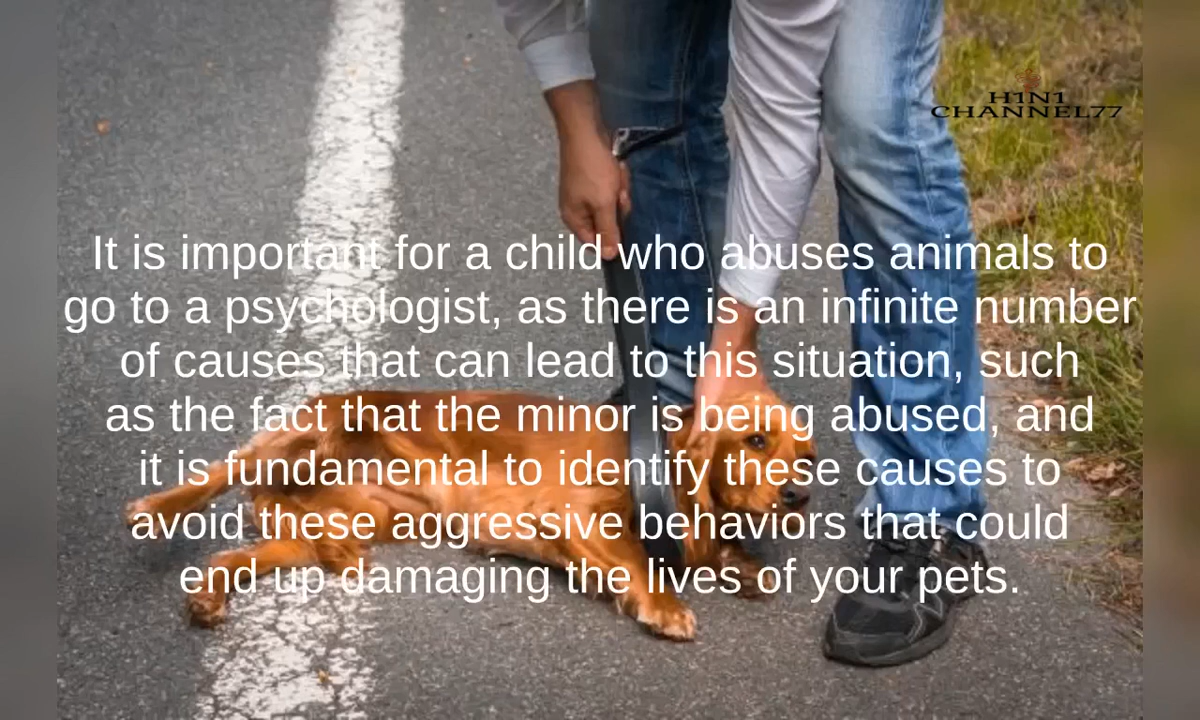 H1N1
CHANNEL77
It is important for a child who abuses animals to
go to a psychologist, as there is an infinite number
of causes that can lead to this situation, such
as the fact that the minor is being abused, and
it is fundamental to identify these causes to
avoid these aggressive behaviors that could
end up damaging the lives of your pets.